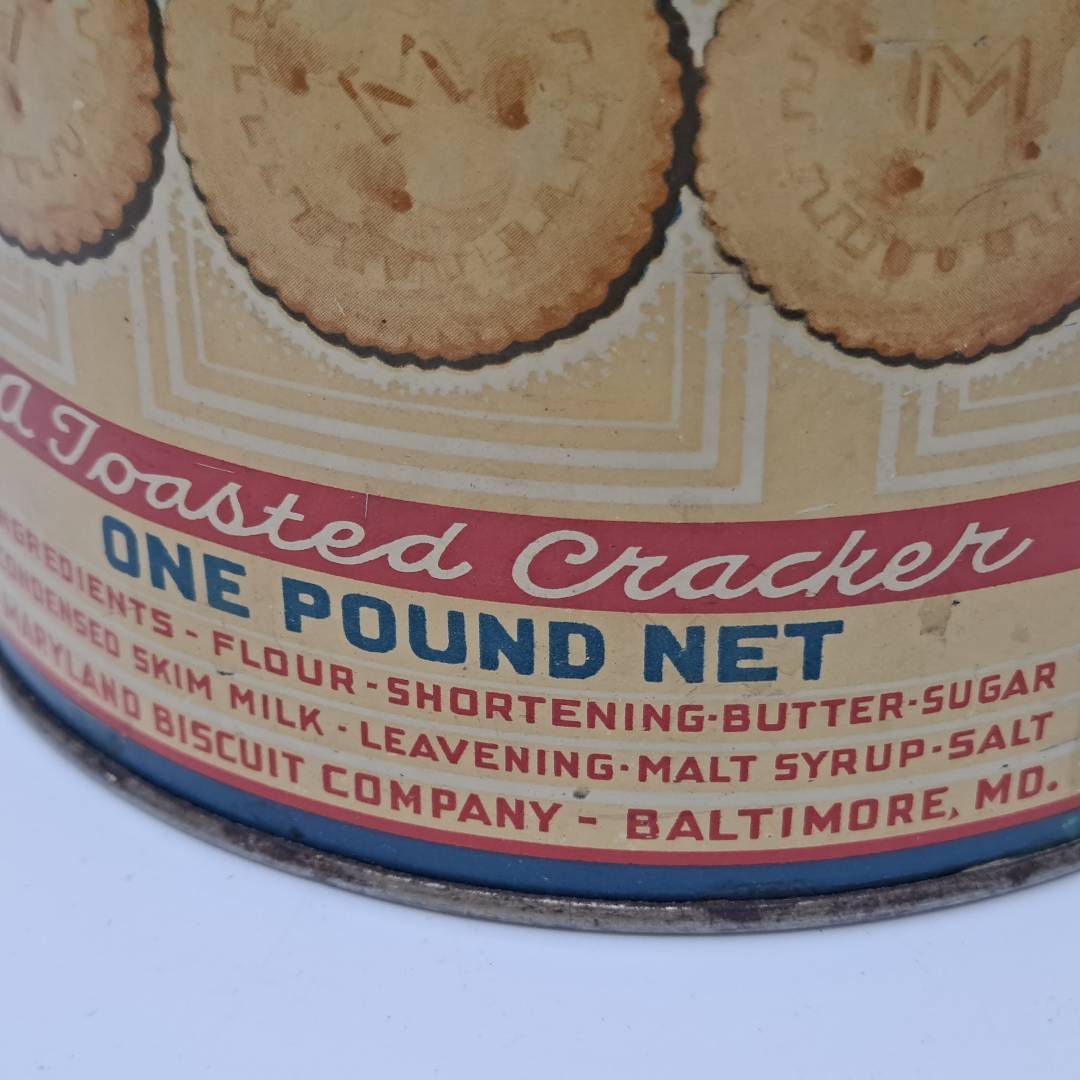 M
M
A Toasted Cracker
ONE POUND NET
INGREDIENTS - FLOUR - SHORTENING - BUTTER - SUGAR
CONDENSED SKIM MILK - LEAVENING - MALT SYRUP - SALT
MARYLAND BISCUIT COMPANY - BALTIMORE, MD.